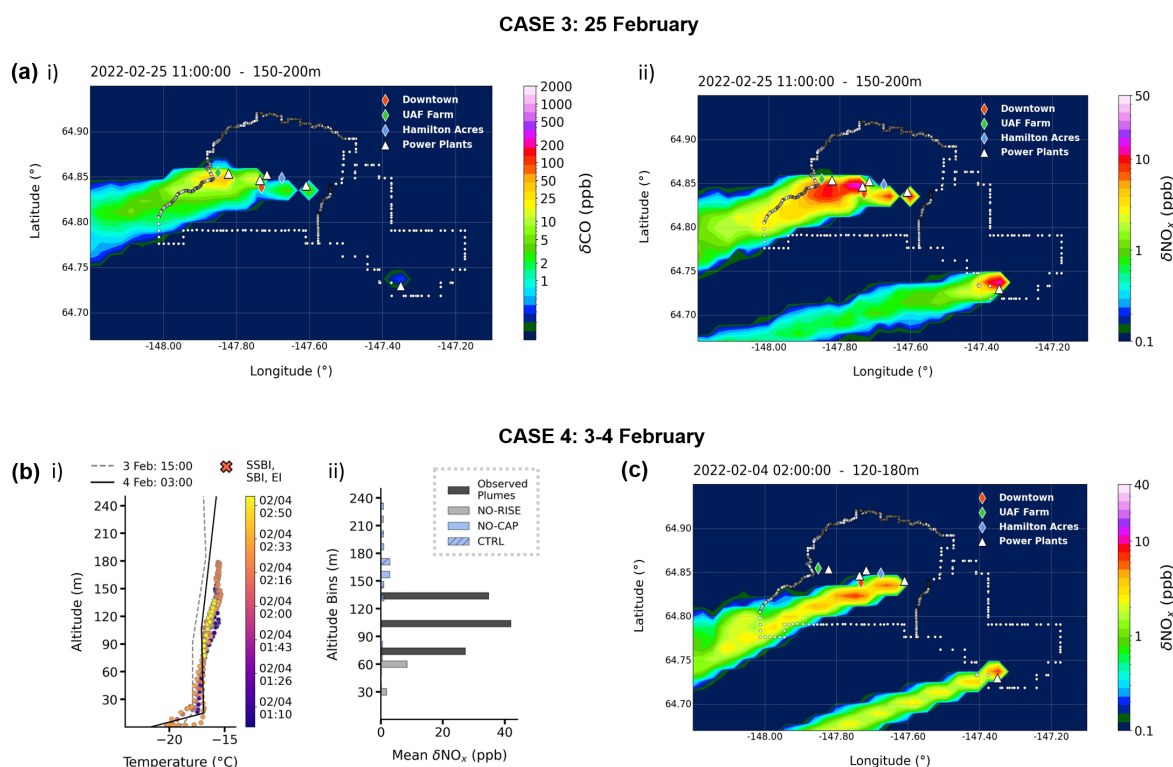 CASE 3: 25 February
(a) i)
2022-02-25 11:00:00 - 150-200m
Downtown
UAF Farm
Hamilton Acres
Power Plants
64.90
64.85
64.80
64.75
64.70
Latitude (°)
-148.00 -147.80 -147.60 -147.40 -147.20
Longitude (°)
2000
1000
500
200
100
50
25
10
5
2
1
δCO (ppb)
ii)
2022-02-25 11:00:00 - 150-200m
Downtown
UAF Farm
Hamilton Acres
Power Plants
64.90
64.85
64.80
64.75
64.70
Latitude (°)
-148.00 -147.80 -147.60 -147.40 -147.20
Longitude (°)
50
10
1
0.1
δNOx (ppb)
CASE 4: 3-4 February
(b) i)
3 Feb: 15:00
4 Feb: 03:00
SSBI,
SBI, EI
240
210
180
150
120
90
60
30
Altitude (m)
−20 −15
Temperature (°C)
02/04
02:50
02/04
02:33
02/04
02:16
02/04
02:00
02/04
01:43
02/04
01:26
02/04
01:10
ii)
Observed
Plumes
NO-RISE
NO-CAP
CTRL
240
210
180
150
120
90
60
30
Altitude Bins (m)
0 20 40
Mean δNOx (ppb)
(c)
2022-02-04 02:00:00 - 120-180m
Downtown
UAF Farm
Hamilton Acres
Power Plants
64.90
64.85
64.80
64.75
64.70
Latitude (°)
-148.00 -147.80 -147.60 -147.40 -147.20
Longitude (°)
40
10
1
0.1
δNOx (ppb)